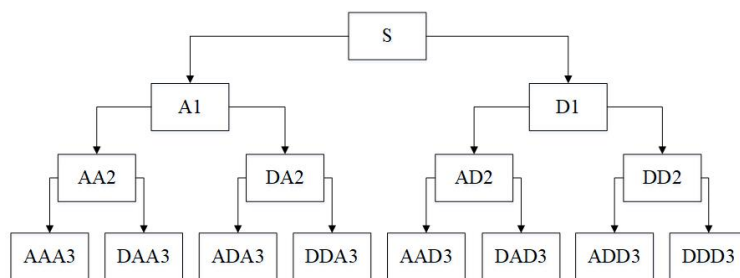 S
A1 D1
AA2 DA2 AD2 DD2
AAA3 DAA3 ADA3 DDA3 AAD3 DAD3 ADD3 DDD3